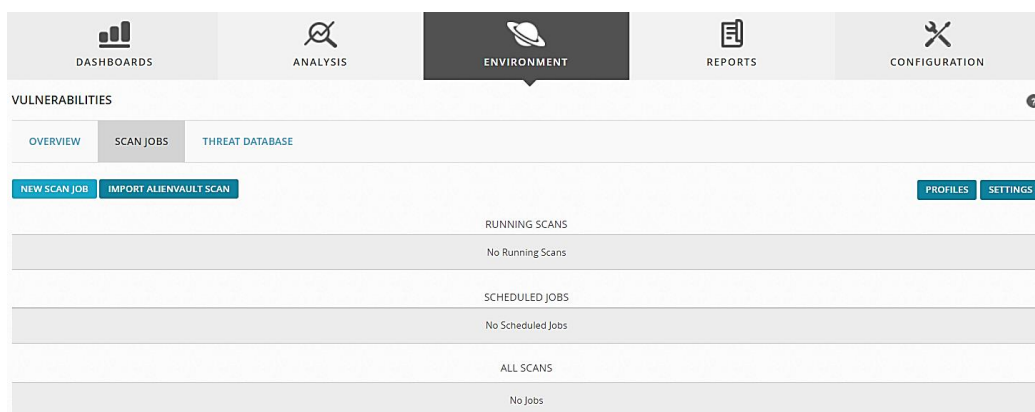 DASHBOARDS ANALYSIS ENVIRONMENT REPORTS CONFIGURATION
VULNERABILITIES ?
OVERVIEW SCAN JOBS THREAT DATABASE
NEW SCAN JOB IMPORT ALIENVAULT SCAN PROFILES SETTINGS
RUNNING SCANS
No Running Scans
SCHEDULED JOBS
No Scheduled Jobs
ALL SCANS
No Jobs